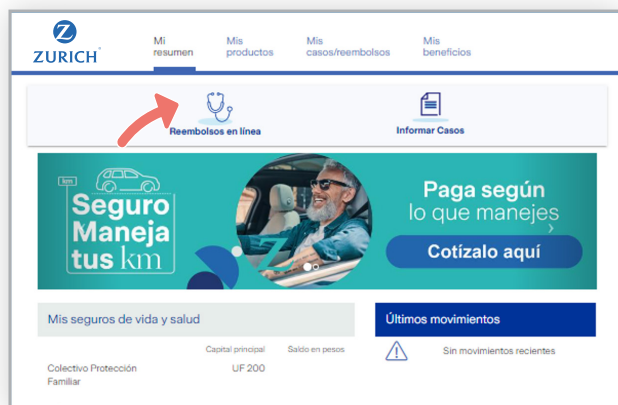 ZURICH
Mi
resumen
Mis
productos
Mis
casos/reembolsos
Mis
beneficios
Reembolsos en línea
Informar Casos
km
Seguro
Maneja
tus km
Paga según
lo que manejes
Cotízalo aquí
Mis seguros de vida y salud
Capital principal
Saldo en pesos
Colectivo Protección
Familiar
UF 200
Últimos movimientos
Sin movimientos recientes